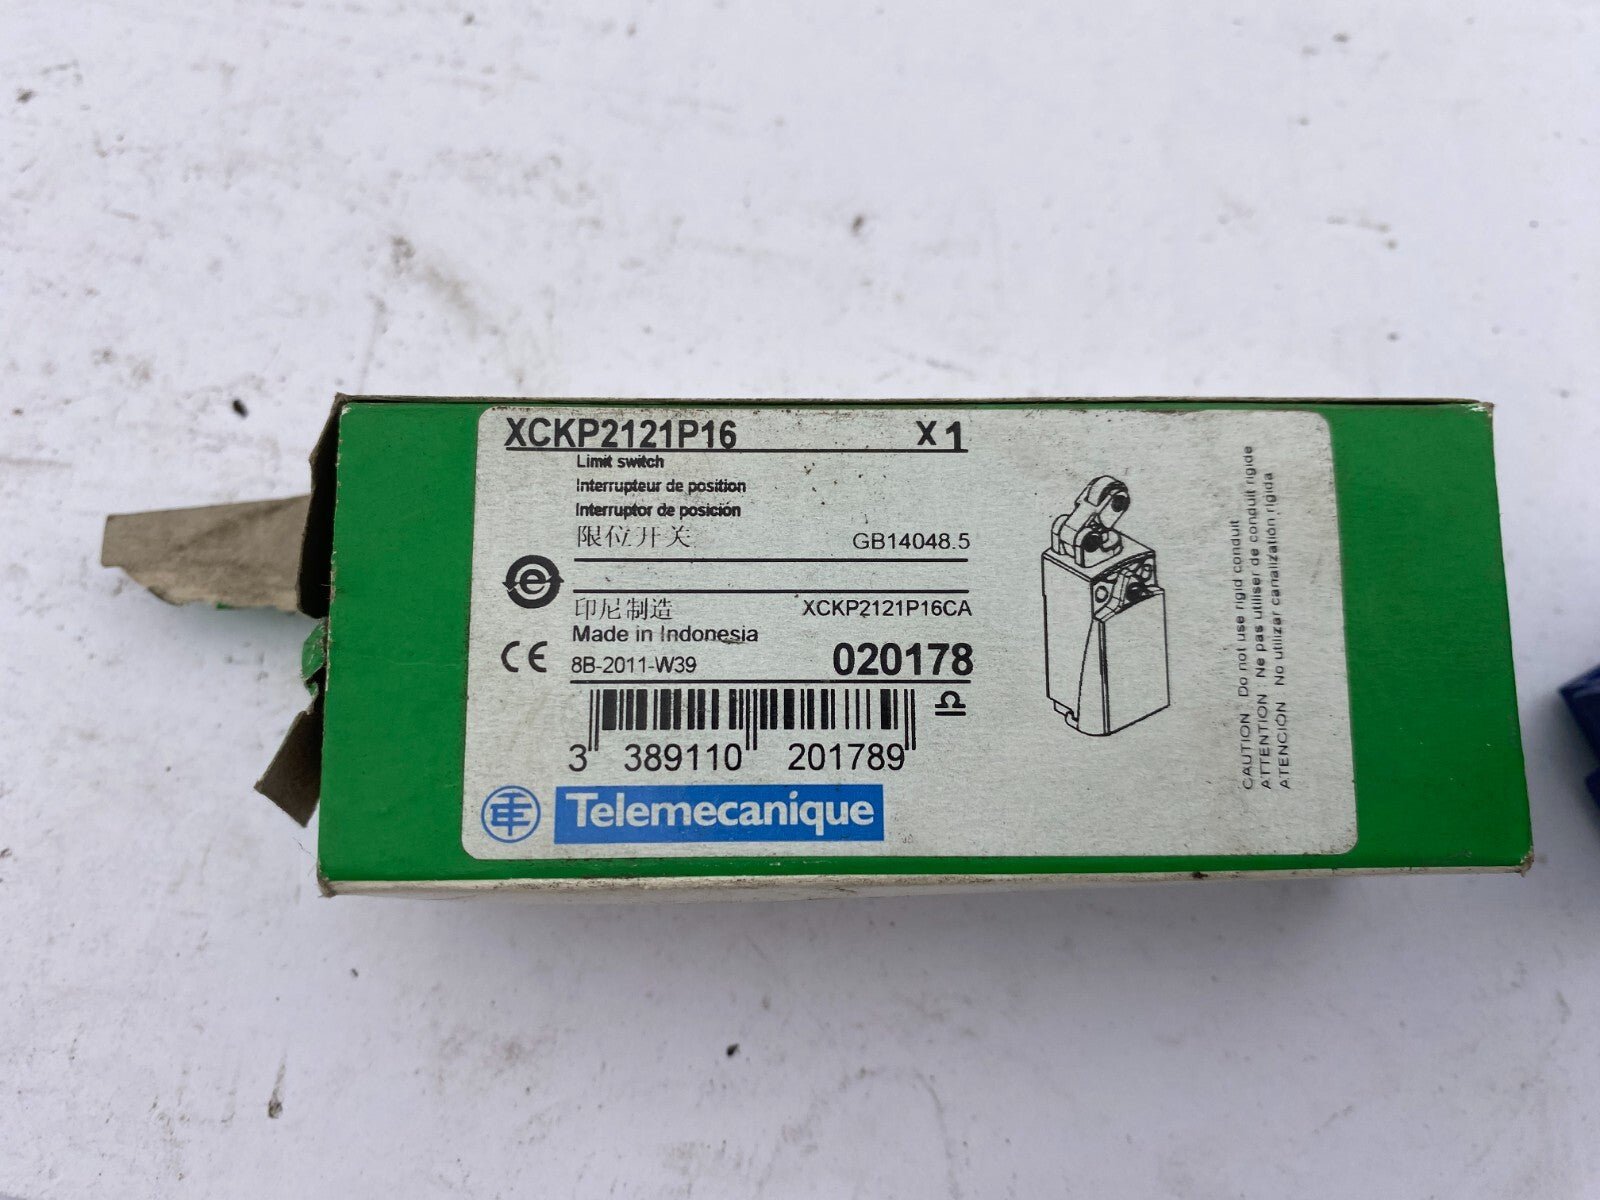 XCKP2121P16 X 1
Limit switch
Interrupteur de position
Interruptor de posición
限位开关 GB14048.5
印尼制造 XCKP2121P16CA
Made in Indonesia
CE 8B-2011-W39 020178
3 389110 201789
Telemecanique
CAUTION : Do not use rigid conduit
ATTENTION : Ne pas utiliser de conduit rigide
ATENCIÓN : No utilizar canalización rigida